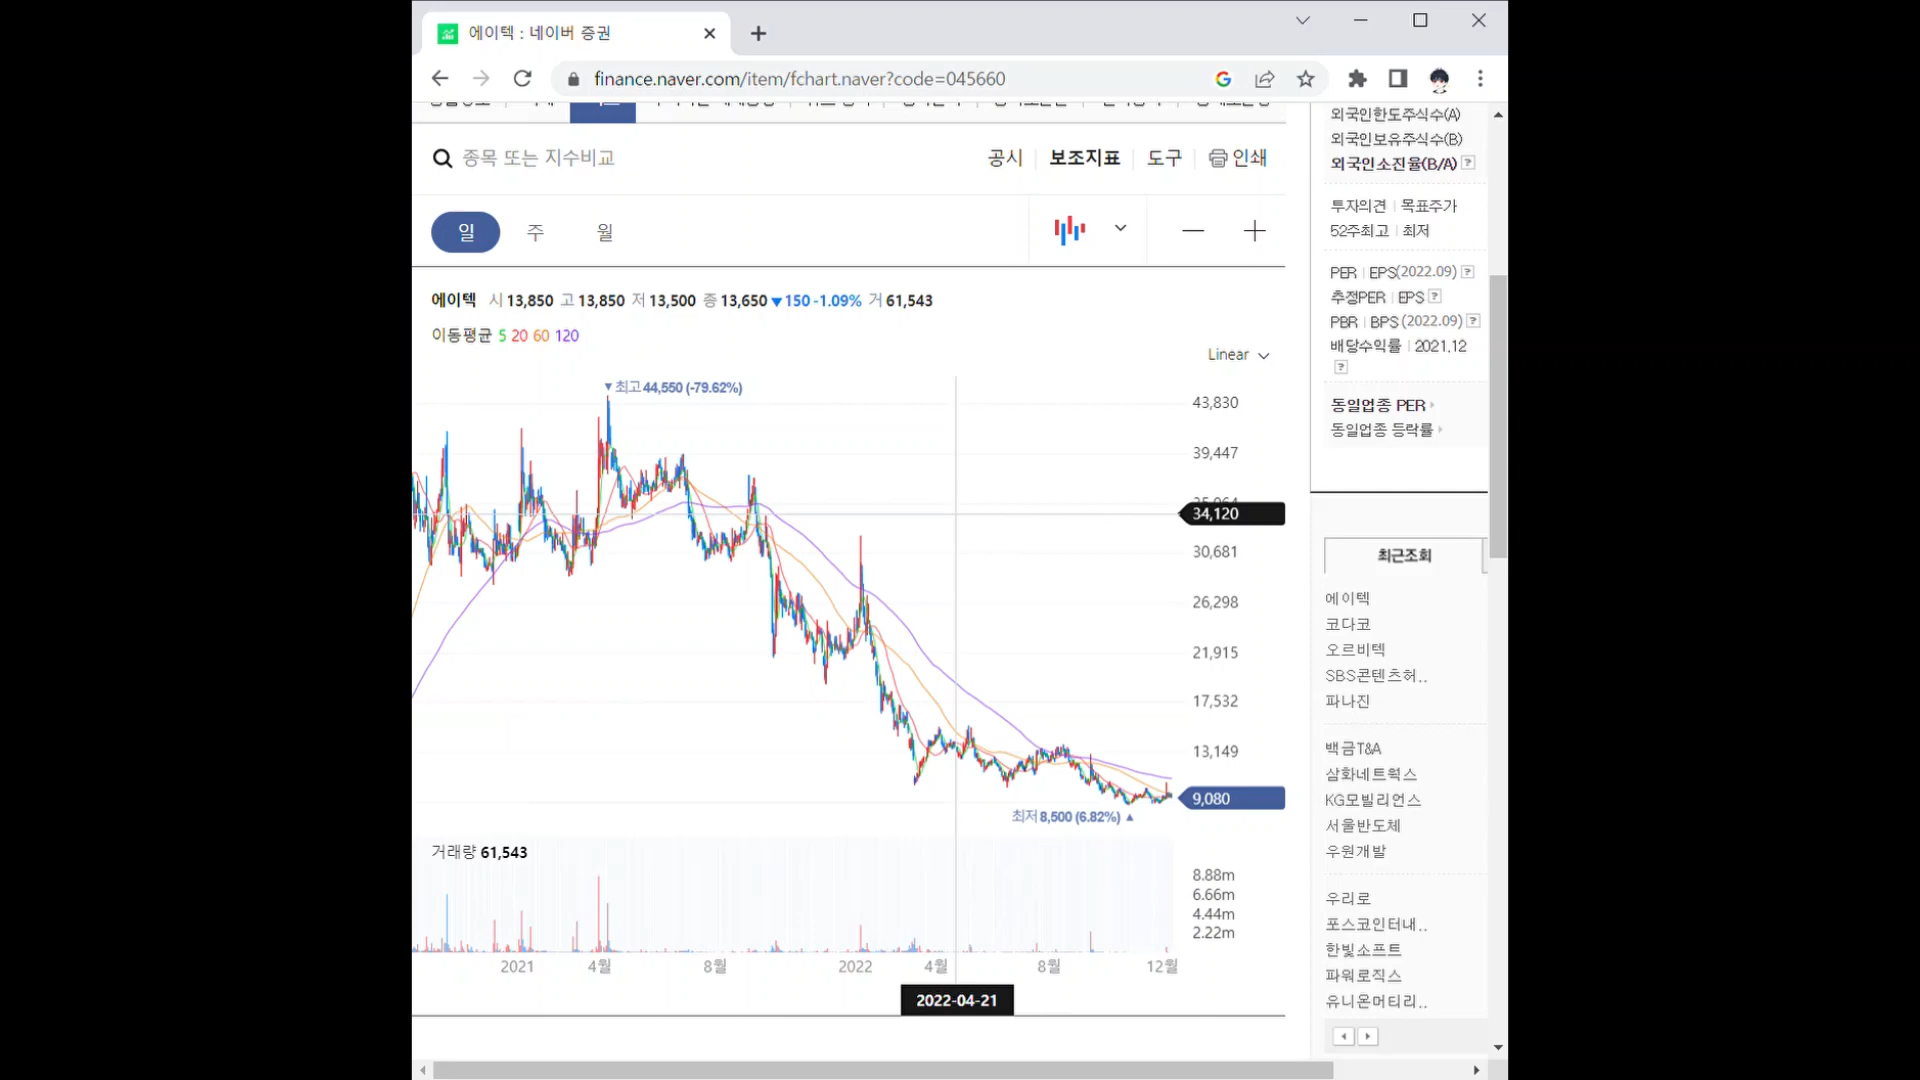 에이텍 : 네이버 증권
finance.naver.com/item/fchart.naver?code=045660
종목 또는 지수비교
공시
보조지표
도구
인쇄
일
주
월
에이텍 시 13,850 고 13,850 저 13,500 종 13,650 ▼150 -1.09% 거 61,543
이동평균 5 20 60 120
Linear
▼최고 44,550 (-79.62%)
43,830
39,447
35,064
34,120
30,681
26,298
21,915
17,532
13,149
9,080
최저 8,500 (6.82%) ▲
거래량 61,543
8.88m
6.66m
4.44m
2.22m
2021 4월 8월 2022 4월 8월 12월
2022-04-21
외국인한도주식수(A)
외국인보유주식수(B)
외국인소진율(B/A) ?
투자의견 | 목표주가
52주최고 | 최저
PER | EPS(2022.09) ?
추정PER | EPS ?
PBR | BPS (2022.09) ?
배당수익률 | 2021.12
?
동일업종 PER
동일업종 등락률
최근조회
에이텍
코다코
오르비텍
SBS콘텐츠허..
파나진
백금T&A
삼화네트웍스
KG모빌리언스
서울반도체
우원개발
우리로
포스코인터내..
한빛소프트
파워로직스
유니온머티리..